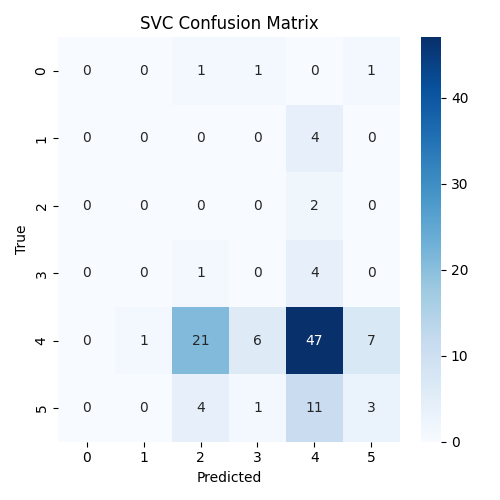 SVC Confusion Matrix
0 0 0 1 1 0 1
1 0 0 0 0 4 0
2 0 0 0 0 2 0
3 0 0 1 0 4 0
4 0 1 21 6 47 7
5 0 0 4 1 11 3
0 1 2 3 4 5
Predicted
True
40
30
20
10
0